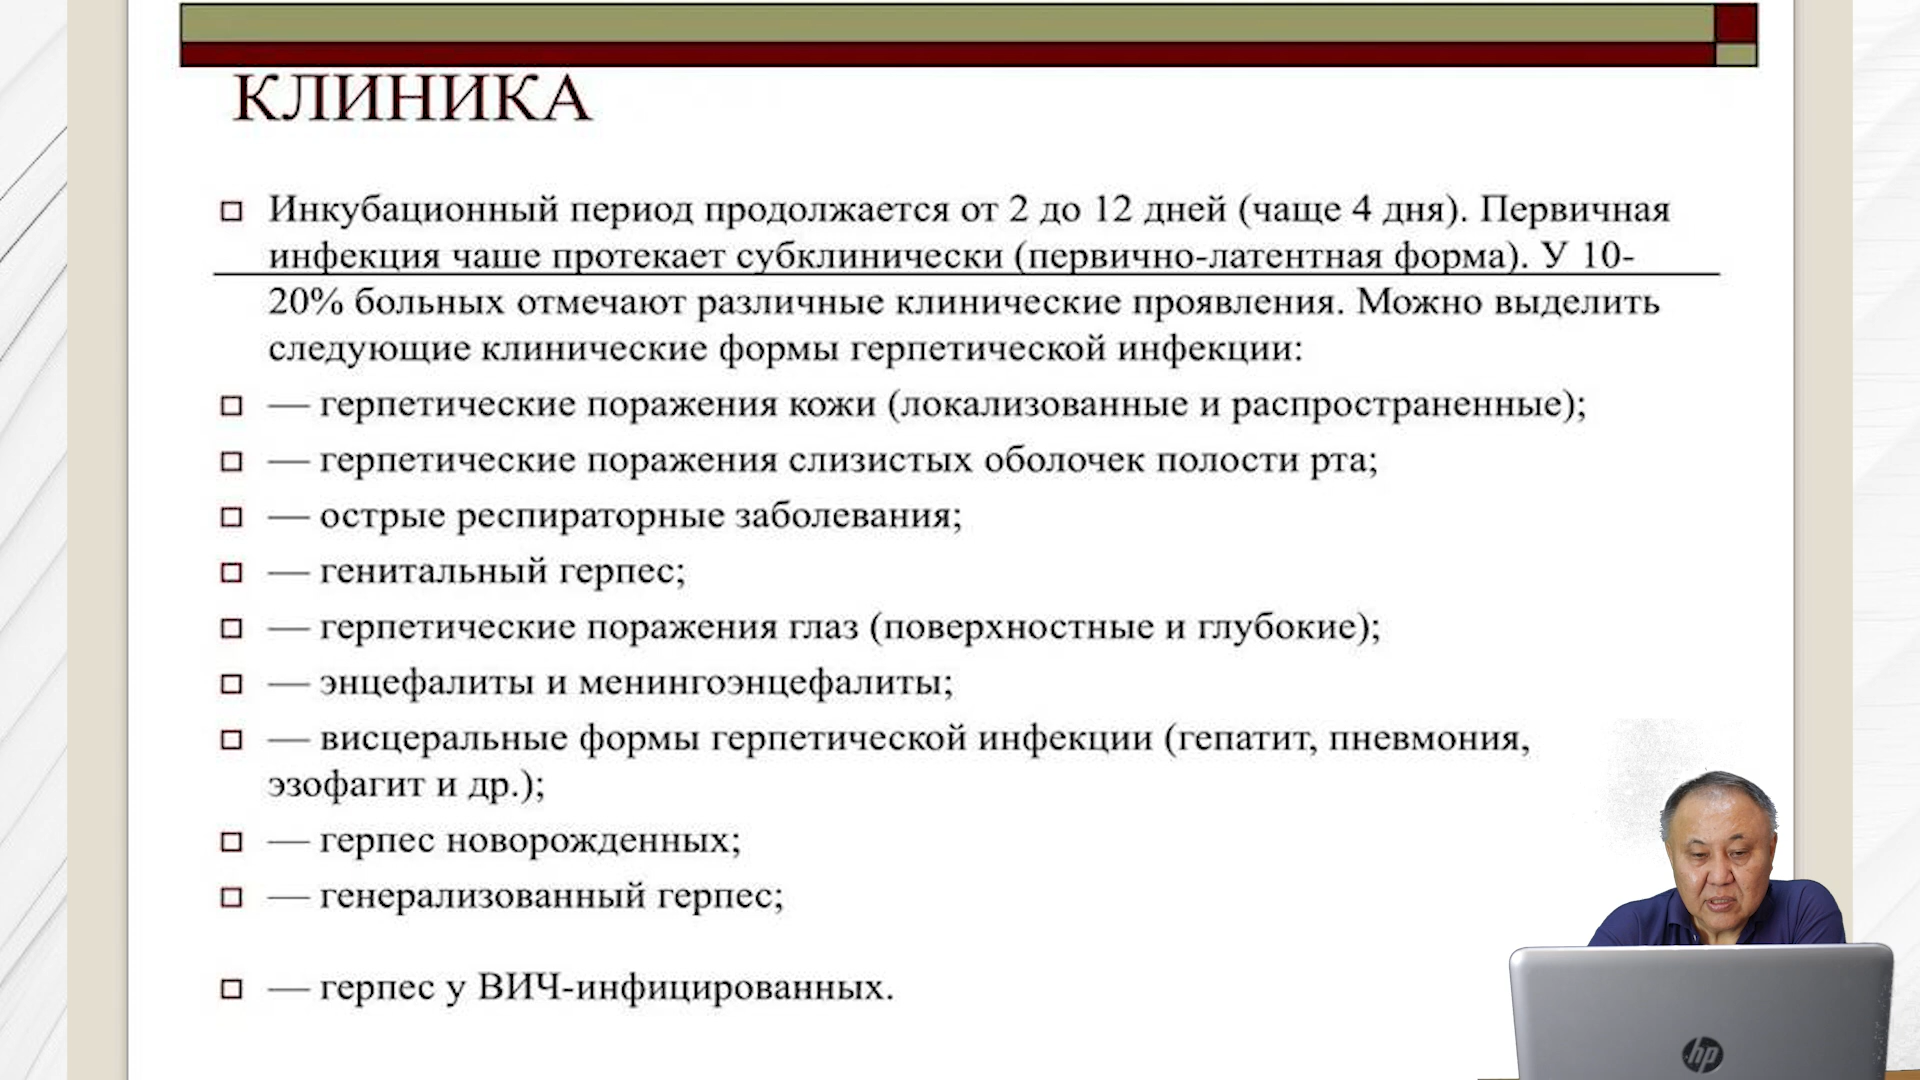 КЛИНИКА
Инкубационный период продолжается от 2 до 12 дней (чаще 4 дня). Первичная
инфекция чаше протекает субклинически (первично-латентная форма). У 10-
20% больных отмечают различные клинические проявления. Можно выделить
следующие клинические формы герпетической инфекции:
— герпетические поражения кожи (локализованные и распространенные);
— герпетические поражения слизистых оболочек полости рта;
— острые респираторные заболевания;
— генитальный герпес;
— герпетические поражения глаз (поверхностные и глубокие);
— энцефалиты и менингоэнцефалиты;
— висцеральные формы герпетической инфекции (гепатит, пневмония,
эзофагит и др.);
— герпес новорожденных;
— генерализованный герпес;
— герпес у ВИЧ-инфицированных.
hp